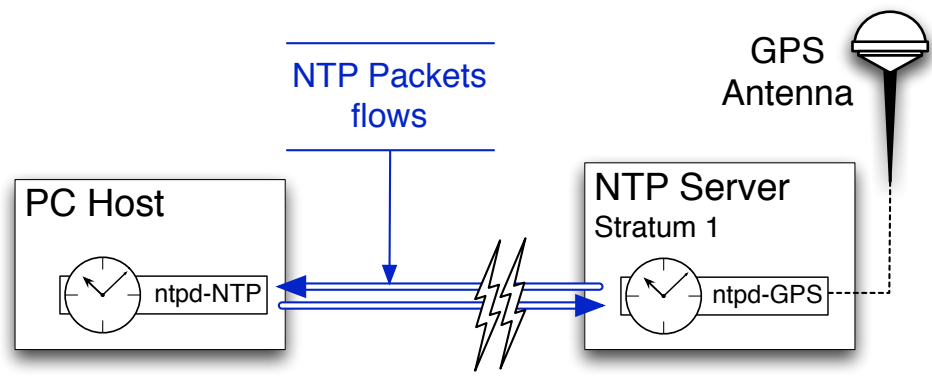 GPS
Antenna
NTP Packets
flows
PC Host
ntpd-NTP
NTP Server
Stratum 1
ntpd-GPS